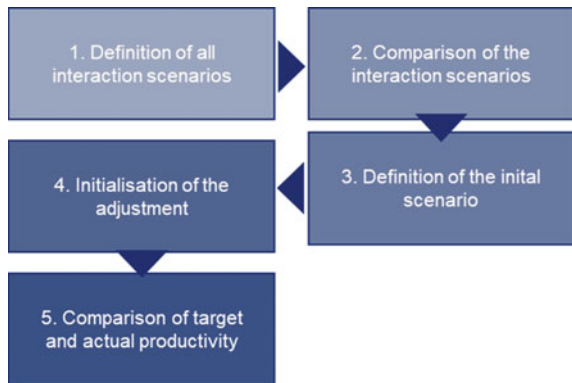 1. Definition of all
interaction scenarios
2. Comparison of the
interaction scenarios
3. Definition of the inital
scenario
4. Initialisation of the
adjustment
5. Comparison of target
and actual productivity